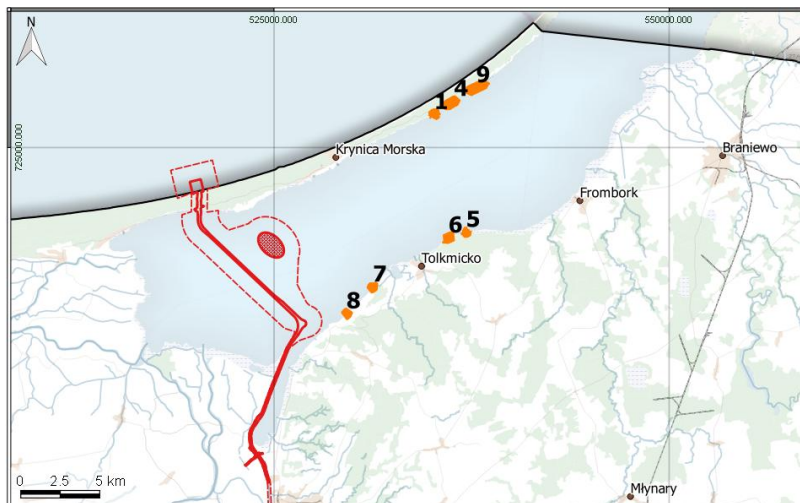 N
525000.000
550000.000
725000.000
9
4
1
Krynica Morska
Braniewo
Frombork
5
6
Tolkmicko
7
8
Młynary
0 2.5 5 km